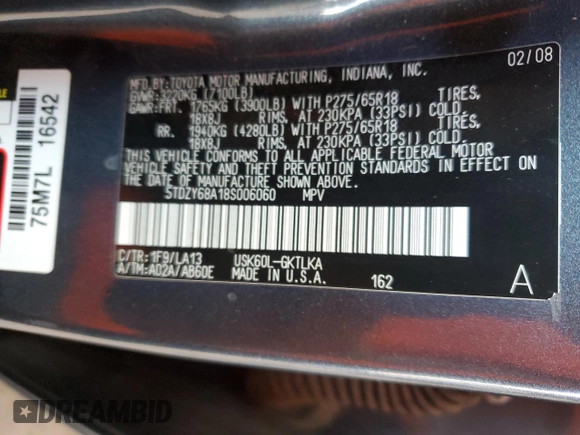 02/08
MFD.BY:TOYOTA MOTOR MANUFACTURING, INDIANA, INC.
GVWR: 3220KG (7100LB)
GAWR:FRT. 1765KG (3900LB) WITH P275/65R18 TIRES,
18X8J RIMS, AT 230KPA (33PSI) COLD.
RR. 1940KG (4280LB) WITH P275/65R18 TIRES,
18X8J RIMS, AT 230KPA (33PSI) COLD.
THIS VEHICLE CONFORMS TO ALL APPLICABLE FEDERAL MOTOR
VEHICLE SAFETY AND THEFT PREVENTION STANDARDS IN EFFECT ON
THE DATE OF MANUFACTURE SHOWN ABOVE.
5TDZY68A18S006060 MPV
C/TR:1F9/LA13 USK60L-GKTLKA
A/TM:A02A/AB60E MADE IN U.S.A. 162
A
75M7L 16542
DREAMBID